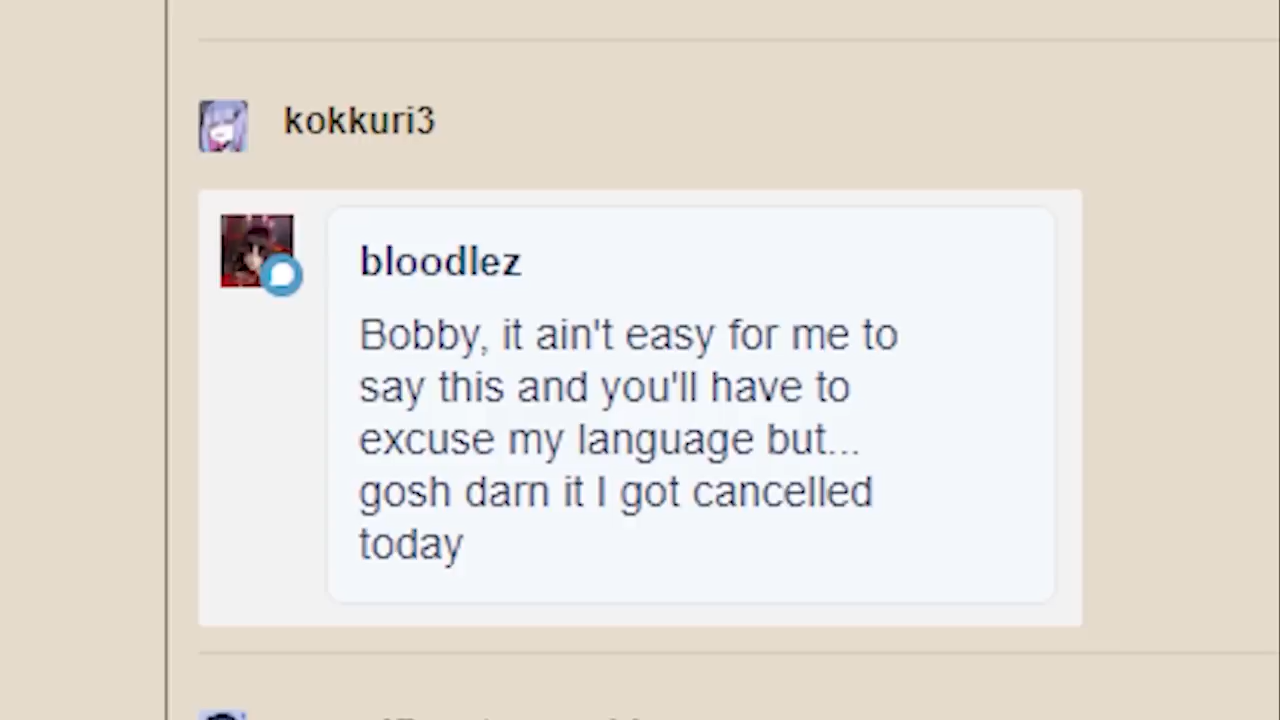 kokkuri3
bloodlez
Bobby, it ain't easy for me to
say this and you'll have to
excuse my language but...
gosh darn it I got cancelled
today